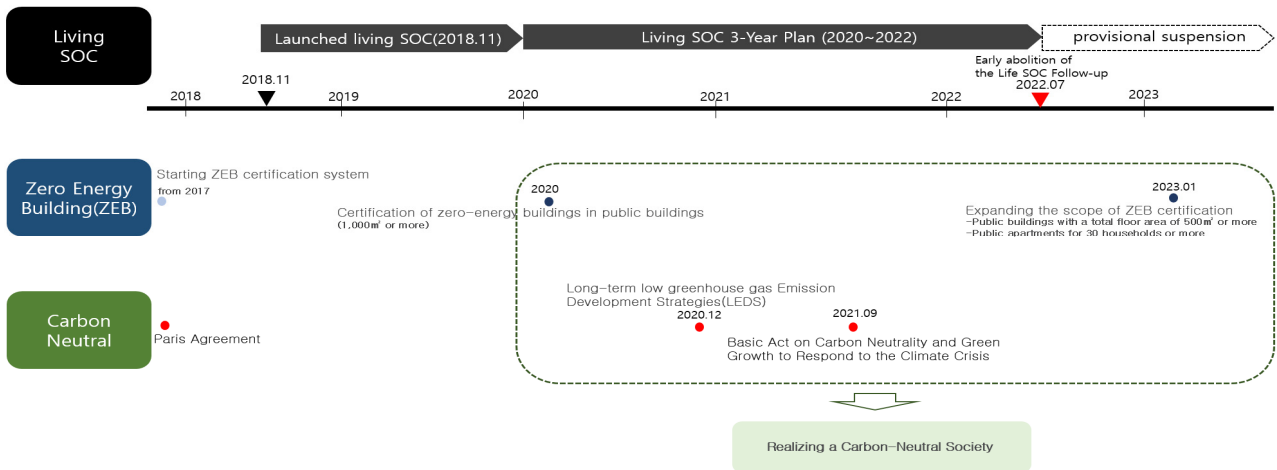 Living
SOC
Launched living SOC(2018.11)
Living SOC 3-Year Plan (2020~2022)
provisional suspension
Early abolition of
the Life SOC Follow-up
2022.07
2018.11
2018
2019
2020
2021
2022
2023
Zero Energy
Building(ZEB)
Starting ZEB certification system
from 2017
2020
Certification of zero-energy buildings in public buildings
(1,000㎡ or more)
2023.01
Expanding the scope of ZEB certification
-Public buildings with a total floor area of 500㎡ or more
-Public apartments for 30 households or more
Carbon
Neutral
Paris Agreement
Long-term low greenhouse gas Emission
Development Strategies(LEDS)
2020.12
2021.09
Basic Act on Carbon Neutrality and Green
Growth to Respond to the Climate Crisis
Realizing a Carbon-Neutral Society